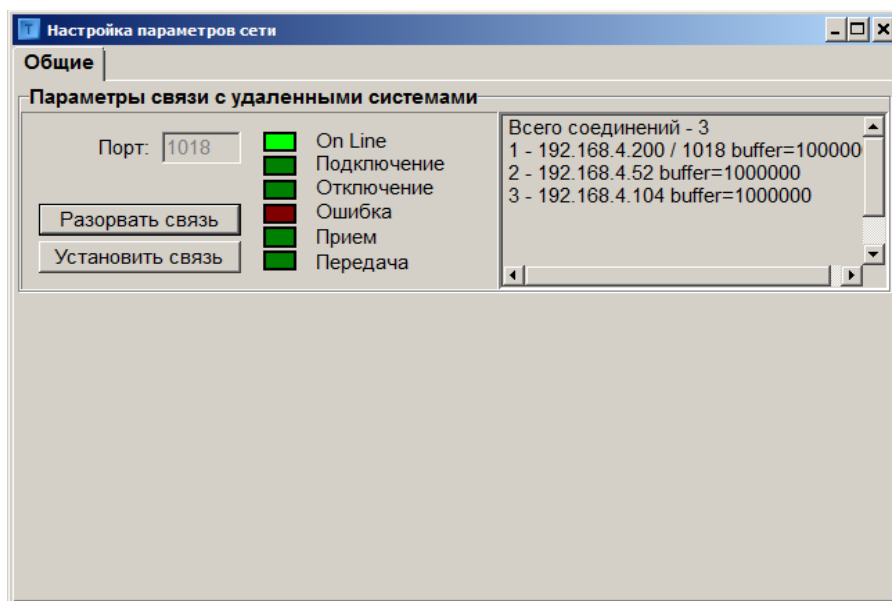 Настройка параметров сети
Общие
Параметры связи с удаленными системами
Порт: 1018
Разорвать связь
Установить связь
On Line
Подключение
Отключение
Ошибка
Прием
Передача
Всего соединений - 3
1 - 192.168.4.200 / 1018 buffer=100000
2 - 192.168.4.52 buffer=1000000
3 - 192.168.4.104 buffer=1000000